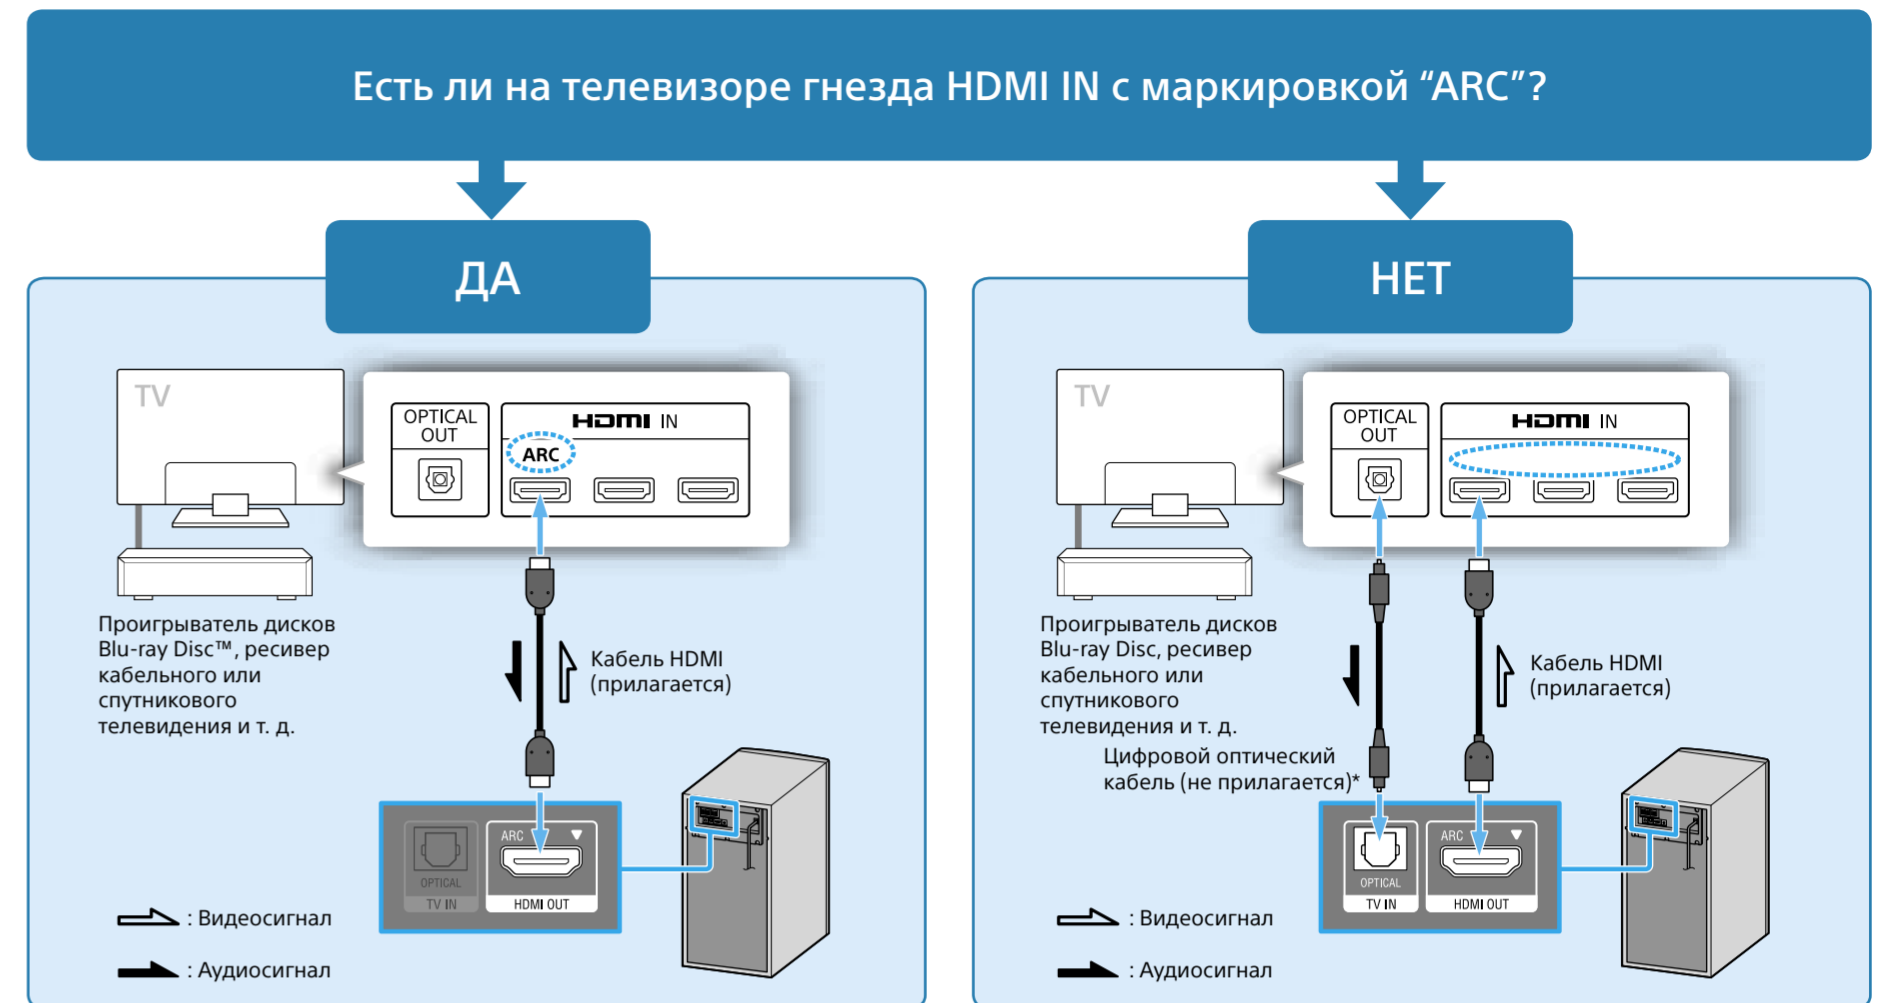 Есть ли на телевизоре гнезда HDMI IN с маркировкой “ARC”?
ДА
TV
OPTICAL
OUT
HDMI IN
ARC
Проигрыватель дисков
Blu-ray Disc™, ресивер
кабельного или
спутникового
телевидения и т. д.
Кабель HDMI
(прилагается)
OPTICAL
TV IN
ARC
HDMI OUT
: Видеосигнал
: Аудиосигнал
НЕТ
TV
OPTICAL
OUT
HDMI IN
Проигрыватель дисков
Blu-ray Disc, ресивер
кабельного или
спутникового
телевидения и т. д.
Цифровой оптический
кабель (не прилагается)*
Кабель HDMI
(прилагается)
OPTICAL
TV IN
ARC
HDMI OUT
: Видеосигнал
: Аудиосигнал